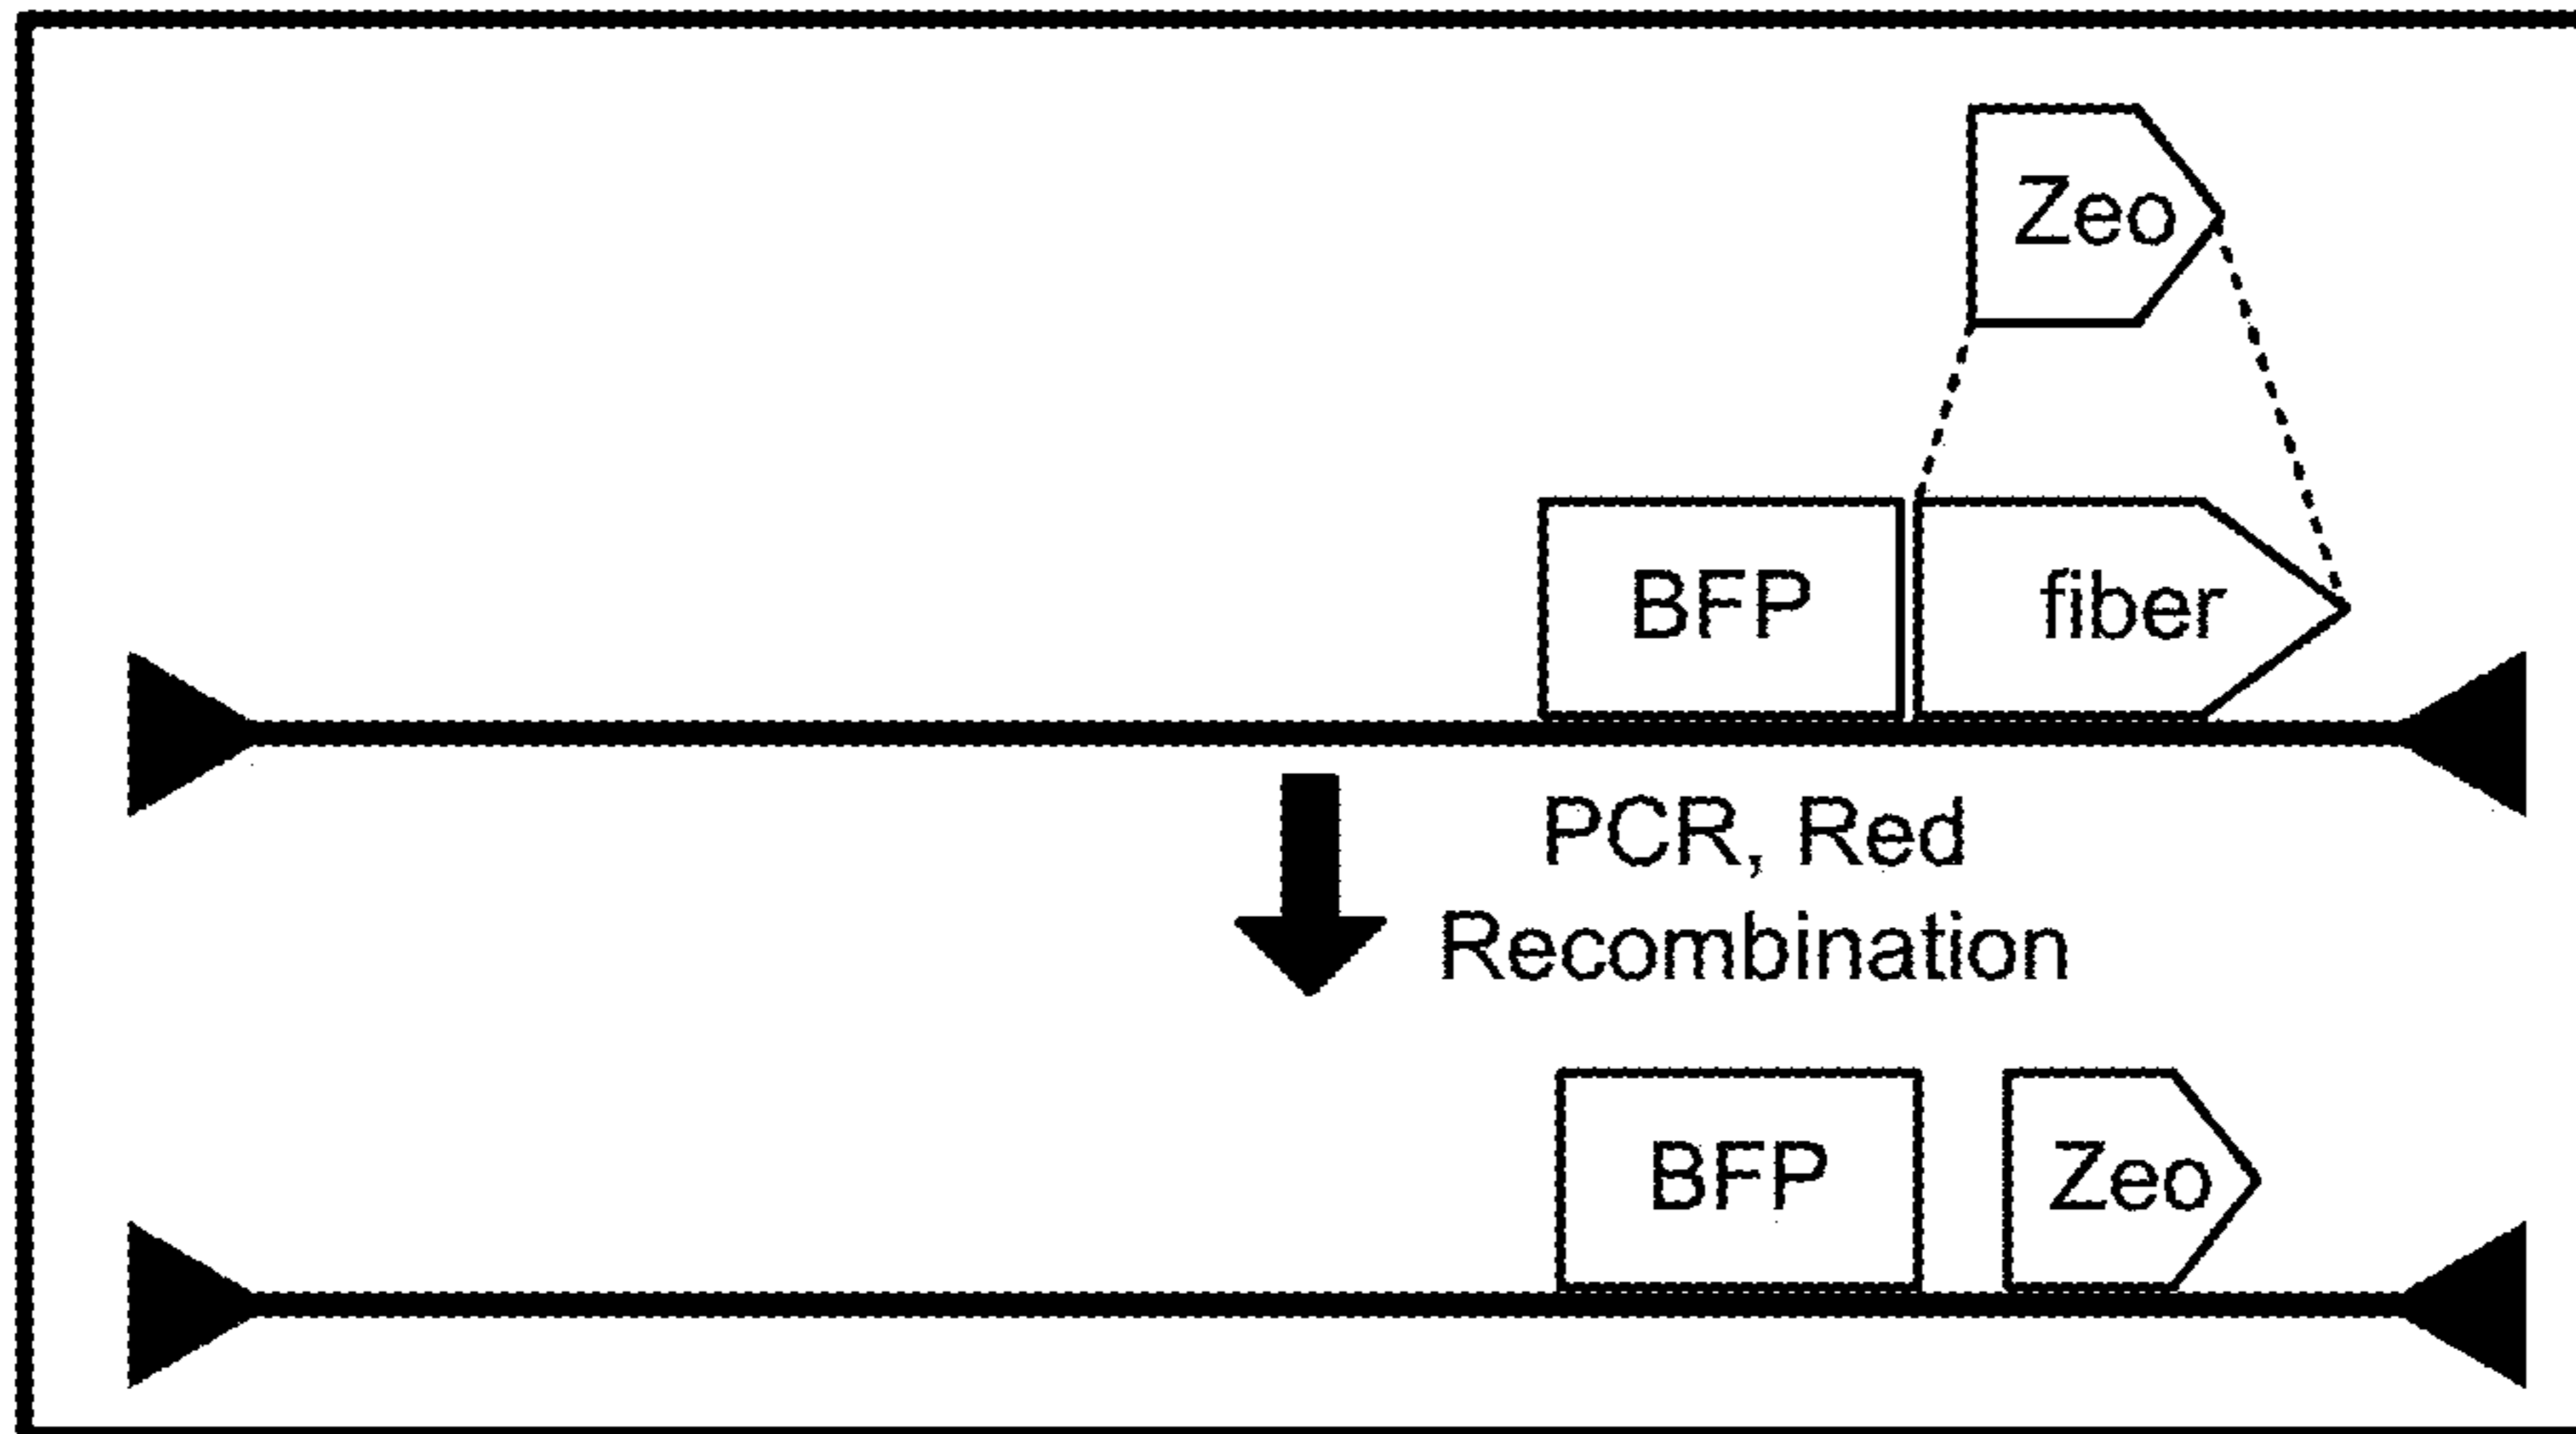 Zeo
BFP
fiber
PCR, Red
Recombination
BFP
Zeo